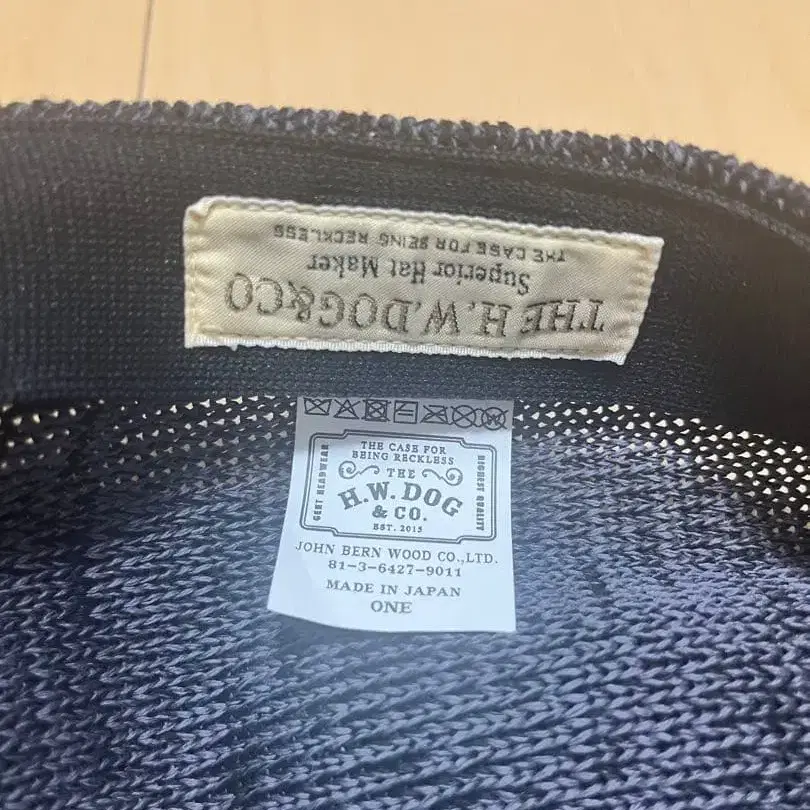 THE H.W.DOG&CO
Superior Hat Maker
THE CASE FOR BEING RECKLESS
THE CASE FOR
BEING RECKLESS
GENT HEADWEAR
THE
H.W. DOG
& CO.
EST. 2015
HIGHEST QUALITY
JOHN BERN WOOD CO.,LTD.
81-3-6427-9011
MADE IN JAPAN
ONE